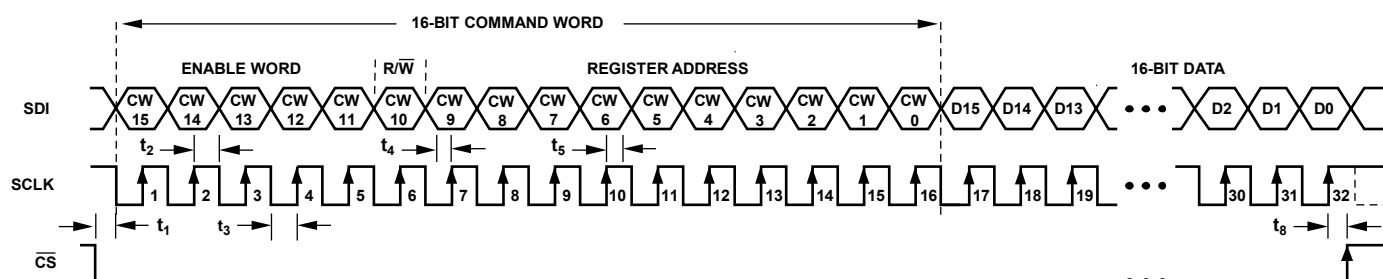 16-BIT COMMAND WORD
ENABLE WORD R/W̅ REGISTER ADDRESS 16-BIT DATA
SDI CW 15 CW 14 CW 13 CW 12 CW 11 CW 10 CW 9 CW 8 CW 7 CW 6 CW 5 CW 4 CW 3 CW 2 CW 1 CW 0 D15 D14 D13 D2 D1 D0
t2 t4 t5
SCLK 1 2 3 4 5 6 7 8 9 10 11 12 13 14 15 16 17 18 19 30 31 32
t1 t3 t8
C̅S̅